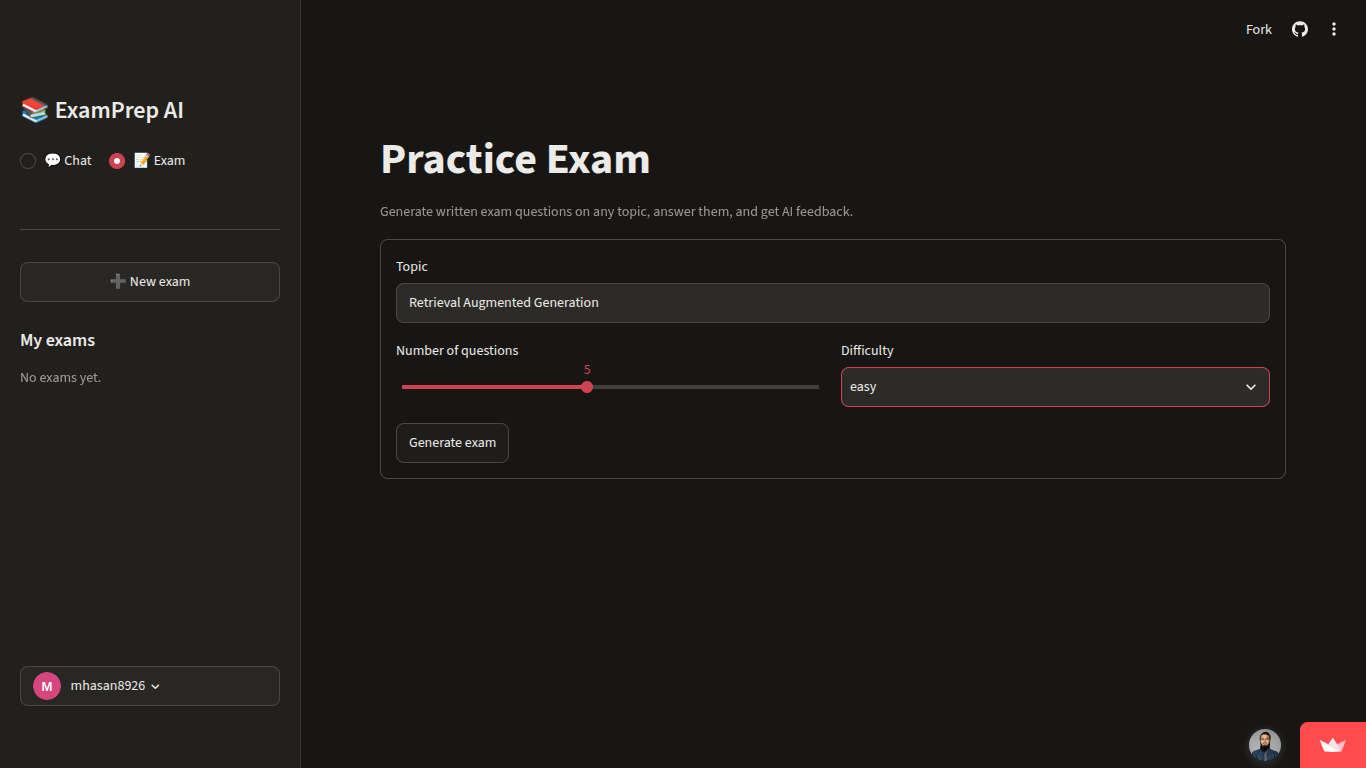 Fork
📚 ExamPrep AI
💬 Chat 📝 Exam
➕ New exam
My exams
No exams yet.
M mhasan8926
Practice Exam
Generate written exam questions on any topic, answer them, and get AI feedback.
Topic
Retrieval Augmented Generation
Number of questions
5
Difficulty
easy
Generate exam